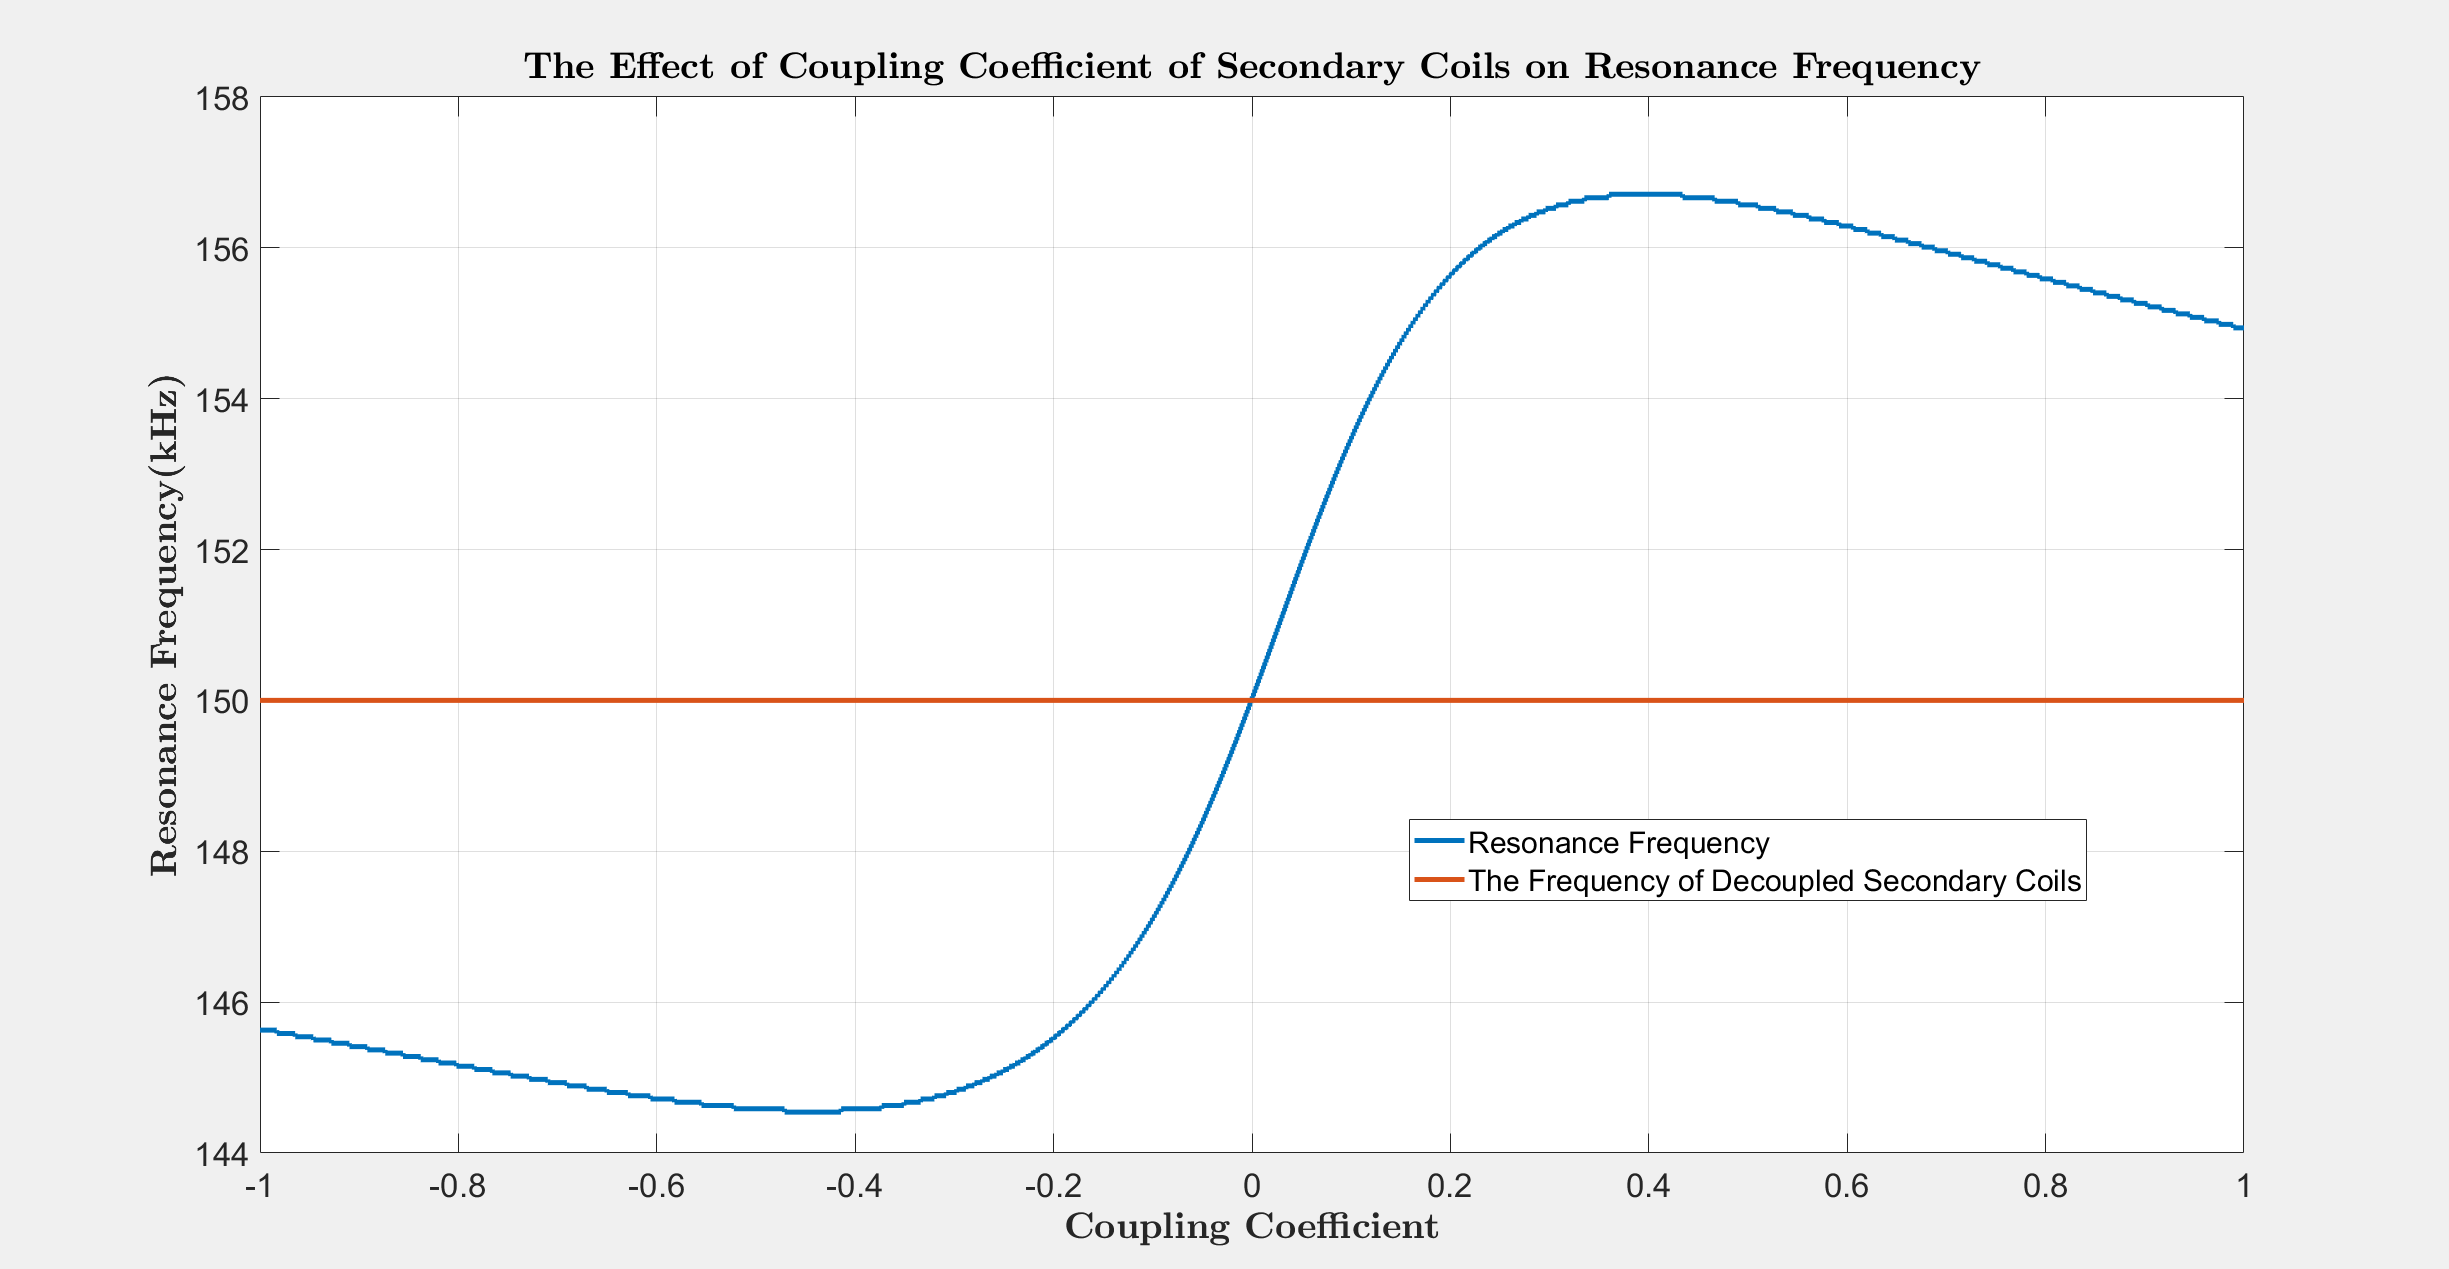 The Effect of Coupling Coefficient of Secondary Coils on Resonance Frequency
158
156
154
152
150
148
146
144
Resonance Frequency(kHz)
Resonance Frequency
The Frequency of Decoupled Secondary Coils
-1 -0.8 -0.6 -0.4 -0.2 0 0.2 0.4 0.6 0.8 1
Coupling Coefficient